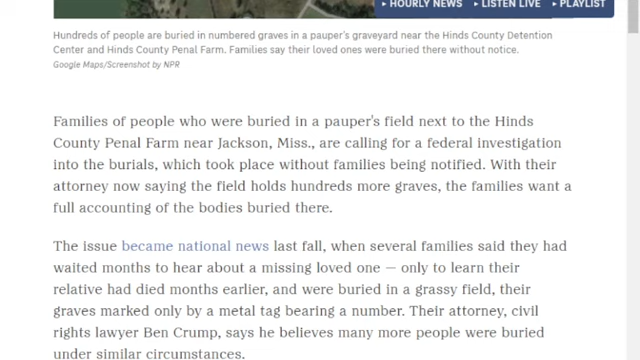 HOURLY NEWS LISTEN LIVE PLAYLIST
Hundreds of people are buried in numbered graves in a pauper's graveyard near the Hinds County Detention
Center and Hinds County Penal Farm. Families say their loved ones were buried there without notice.
Google Maps/Screenshot by NPR
Families of people who were buried in a pauper's field next to the Hinds
County Penal Farm near Jackson, Miss., are calling for a federal investigation
into the burials, which took place without families being notified. With their
attorney now saying the field holds hundreds more graves, the families want a
full accounting of the bodies buried there.
The issue became national news last fall, when several families said they had
waited months to hear about a missing loved one — only to learn their
relative had died months earlier, and were buried in a grassy field, their
graves marked only by a metal tag bearing a number. Their attorney, civil
rights lawyer Ben Crump, says he believes many more people were buried
under similar circumstances.